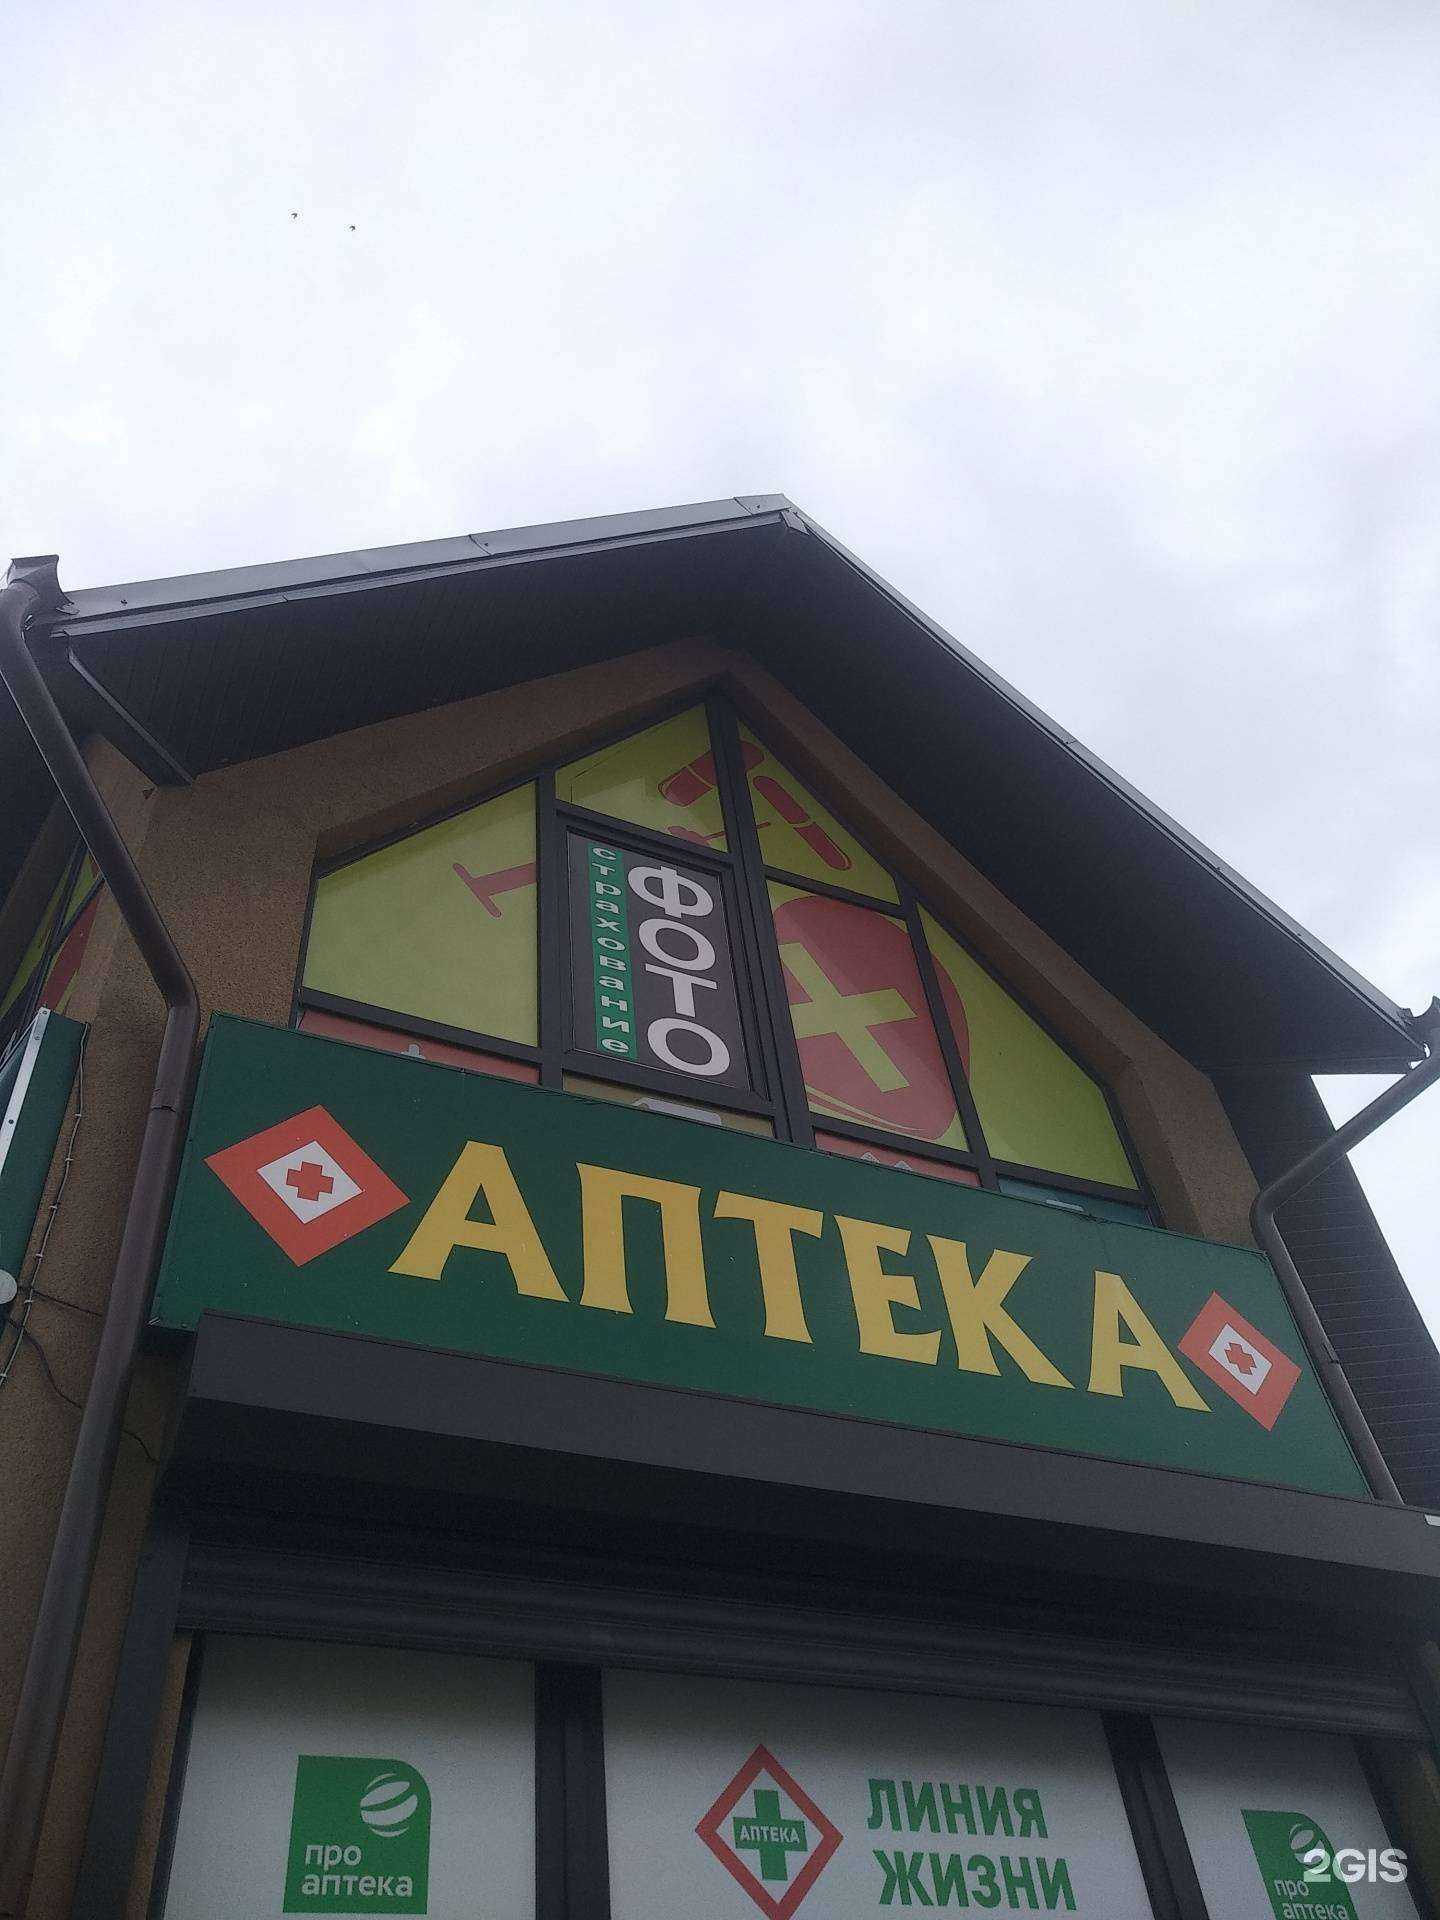 страхование
ФОТО
АПТЕКА
про
аптека
АПТЕКА
ЛИНИЯ
ЖИЗНИ
про
аптека
2GIS